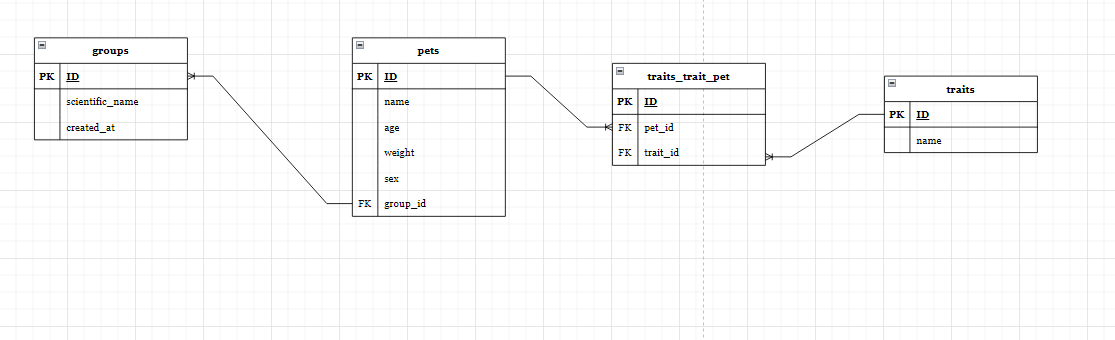 groups
PK ID
scientific_name
created_at
pets
PK ID
name
age
weight
sex
FK group_id
traits_trait_pet
PK ID
FK pet_id
FK trait_id
traits
PK ID
name